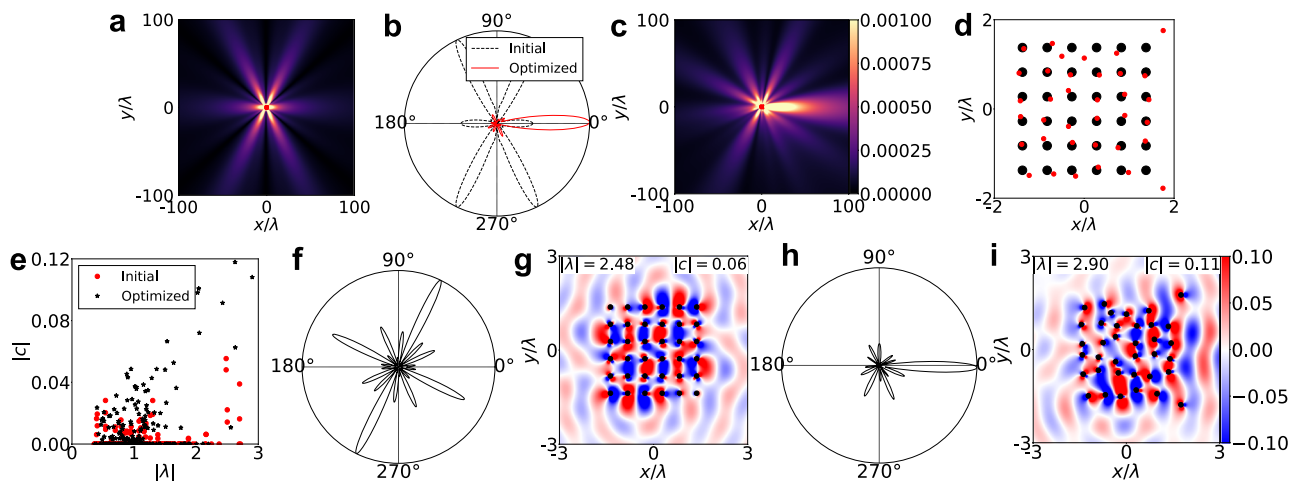 a
100
y/λ
0
-100
-100
0
100
x/λ
b
90°
Initial
Optimized
180°
0°
270°
c
100
y/λ
0
-100
-100
0
100
x/λ
0.00100
0.00075
0.00050
0.00025
0.00000
d
2
y/λ
0
-2
-2
0
2
x/λ
e
0.12
0.08
0.04
0.00
|c|
Initial
Optimized
0
1
2
3
|λ|
f
90°
180°
0°
270°
g
3
|λ| = 2.48
|c| = 0.06
y/λ
0
-3
-3
0
3
x/λ
h
90°
180°
0°
270°
i
3
|λ| = 2.90
|c| = 0.11
y/λ
0
-3
-3
0
3
x/λ
0.10
0.05
0.00
−0.05
−0.10